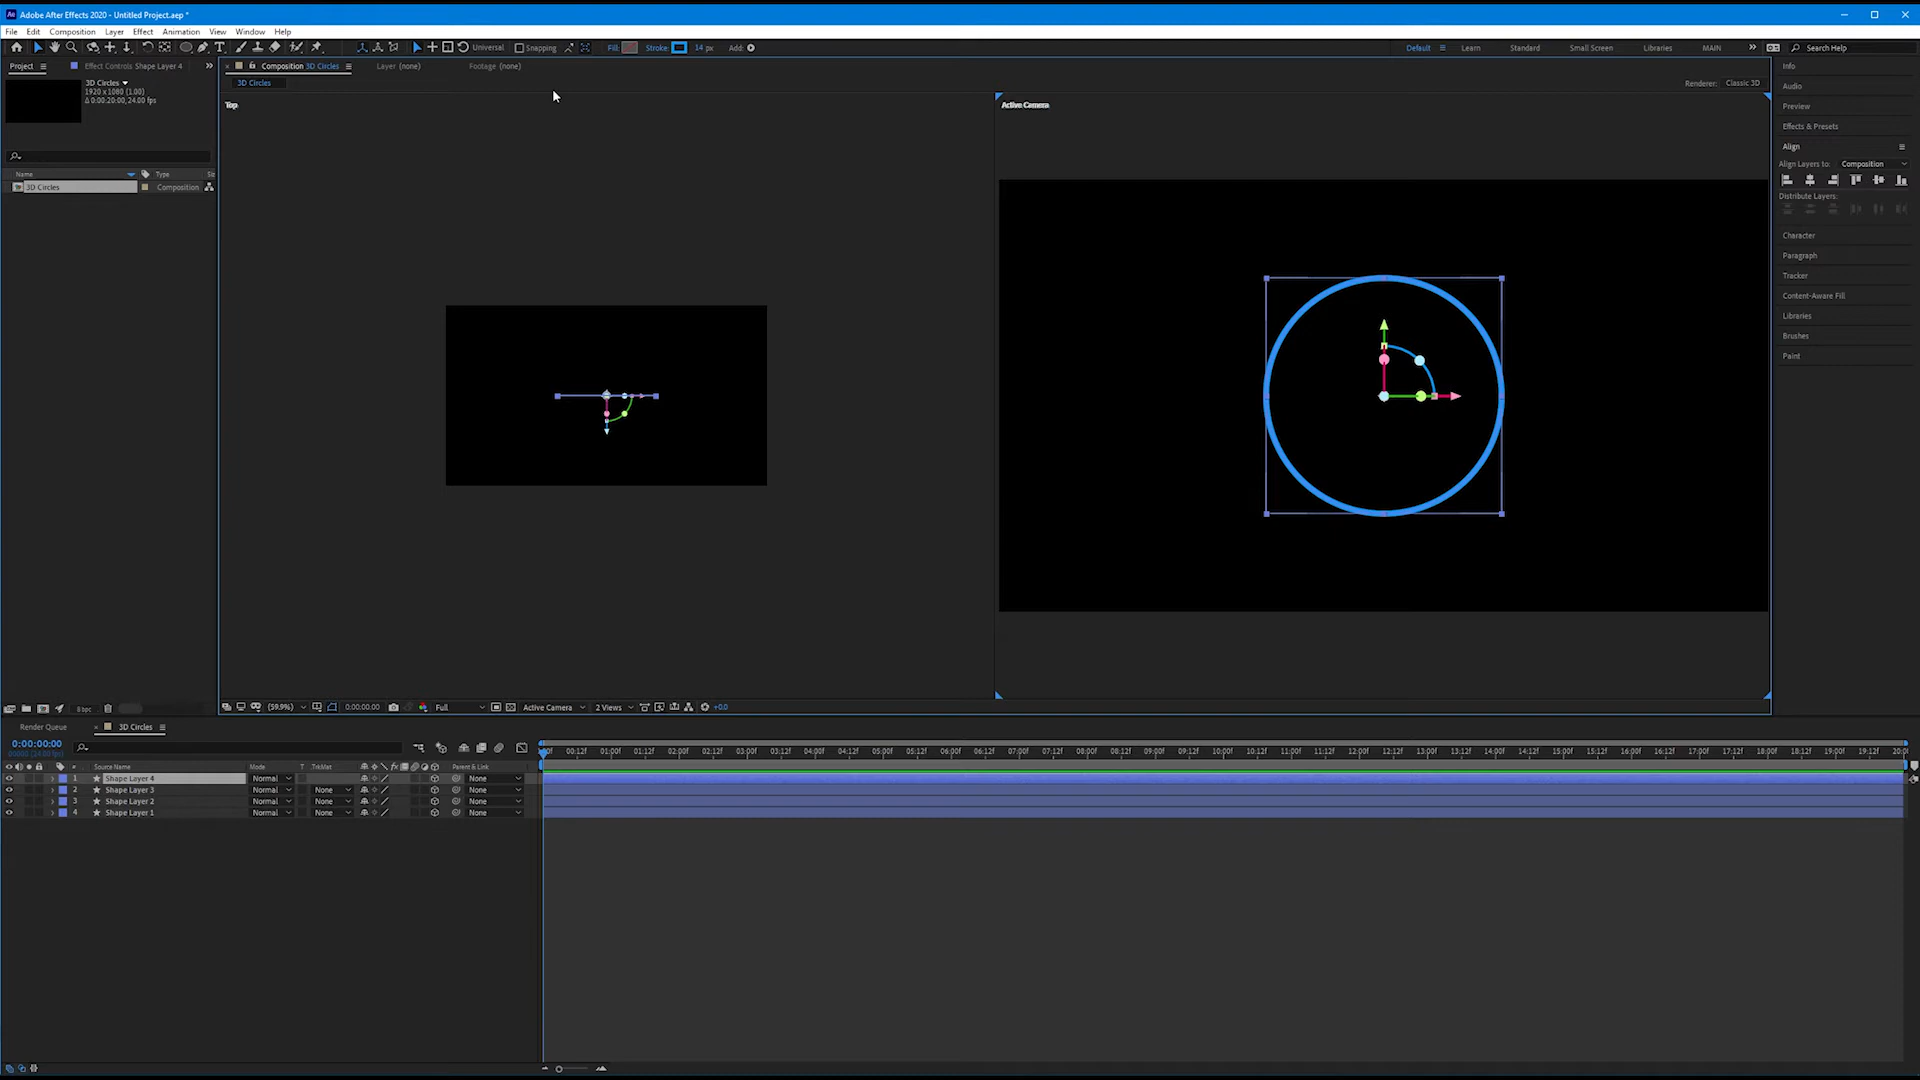 Adobe After Effects 2020 - Untitled Project.aep *
File Edit Composition Layer Effect Animation View Window Help
Universal Snapping Fill: Stroke: 14 px Add: Default Learn Standard Small Screen Libraries MAIN Search Help
Project Effect Controls Shape Layer 4 Composition 3D Circles Layer (none) Footage (none)
3D Circles
1920 x 1080 (1.00)
Δ 0:00:20:00, 24.00 fps
3D Circles
Renderer: Classic 3D
Top
Active Camera
Name Type
3D Circles Composition
Info
Audio
Preview
Effects & Presets
Align
Align Layers to: Composition
Distribute Layers:
Character
Paragraph
Tracker
Content-Aware Fill
Libraries
Brushes
Paint
8 bpc
(59.9%) 0:00:00:00 Full Active Camera 2 Views +0.0
Render Queue 3D Circles
0:00:00:00
00:12f 01:00f 01:12f 02:00f 02:12f 03:00f 03:12f 04:00f 04:12f 05:00f 05:12f 06:00f 06:12f 07:00f 07:12f 08:00f 08:12f 09:00f 09:12f 10:00f 10:12f 11:00f 11:12f 12:00f 12:12f 13:00f 13:12f 14:00f 14:12f 15:00f 15:12f 16:00f 16:12f 17:00f 17:12f 18:00f 18:12f 19:00f 19:12f
# Source Name Mode T TrkMat Parent & Link
1 Shape Layer 4 Normal None
2 Shape Layer 3 Normal None None
3 Shape Layer 2 Normal None None
4 Shape Layer 1 Normal None None